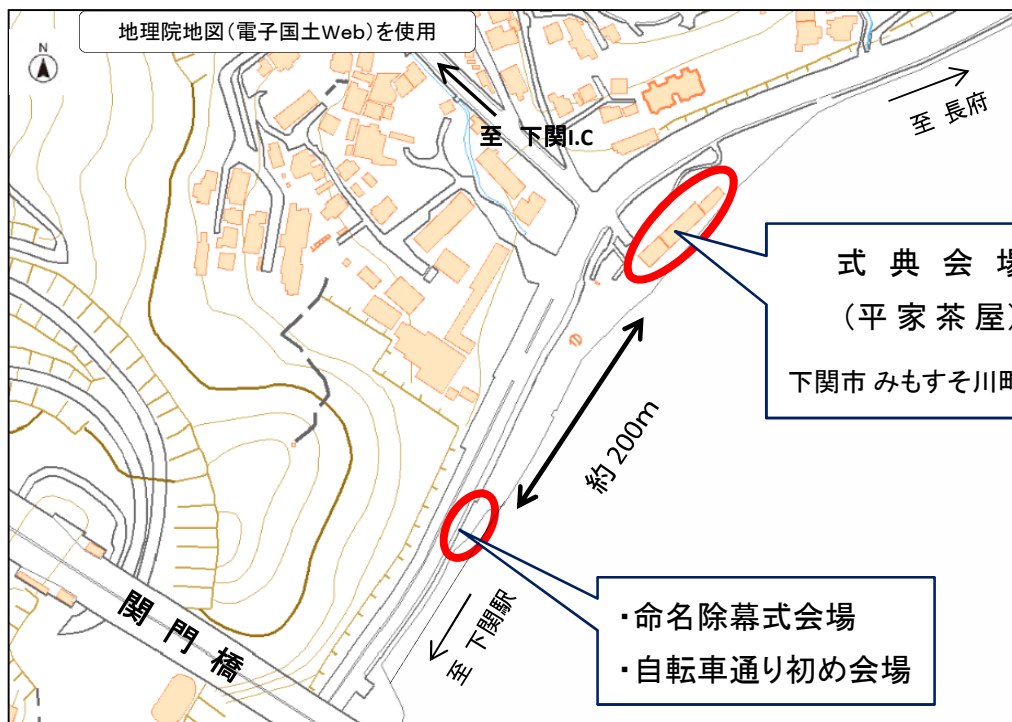 地理院地図(電子国土Web)を使用
N
至 長府
至 下関I.C
式典会場
(平家茶屋)
下関市 みもすそ川町
約200m
・命名除幕式会場
・自転車通り初め会場
至 下関駅
関門橋